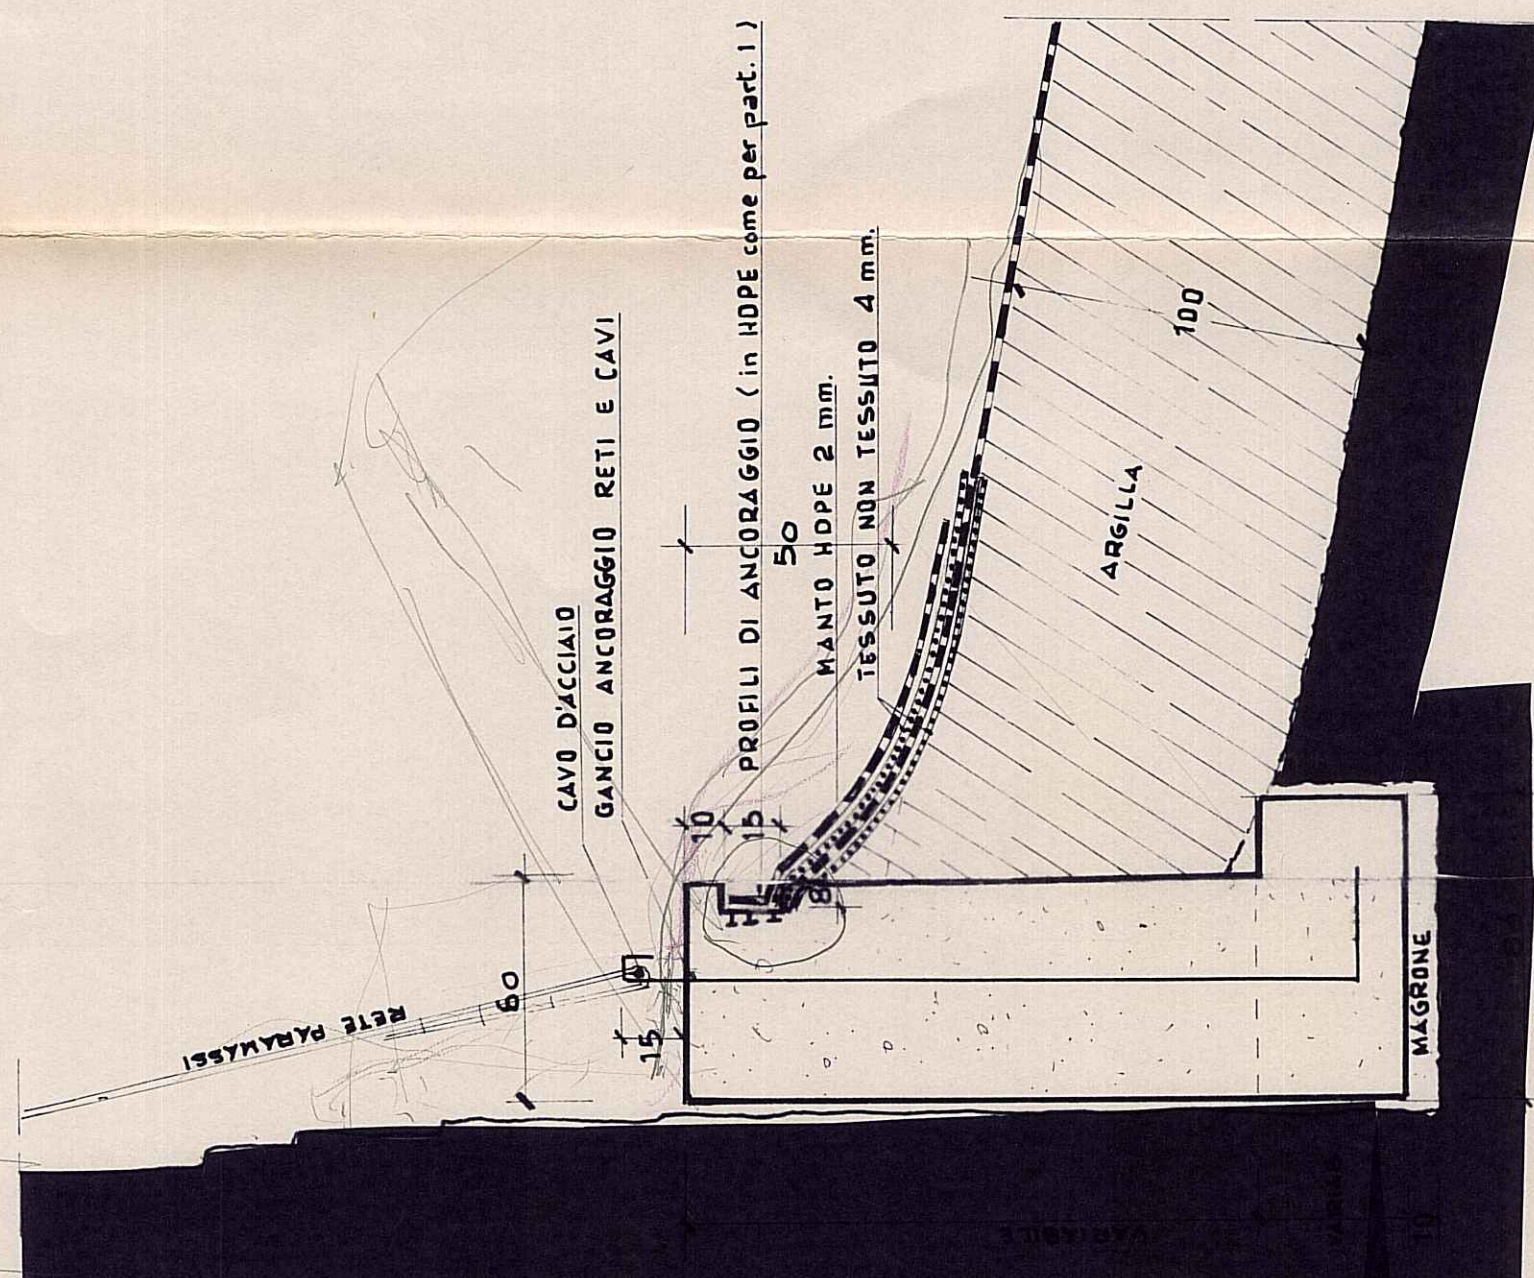 CAVO D'ACCIAIO
GANCIO ANCORAGGIO RETI E CAVI
PROFILI DI ANCORAGGIO (in HDPE come per part. 1)
50
MANTO HDPE 2 mm.
TESSUTO NON TESSUTO 4 mm.
10
15
8
60
15
RETE PARAMASSI
100
ARGILLA
MAGRONE
VARIABILE
10